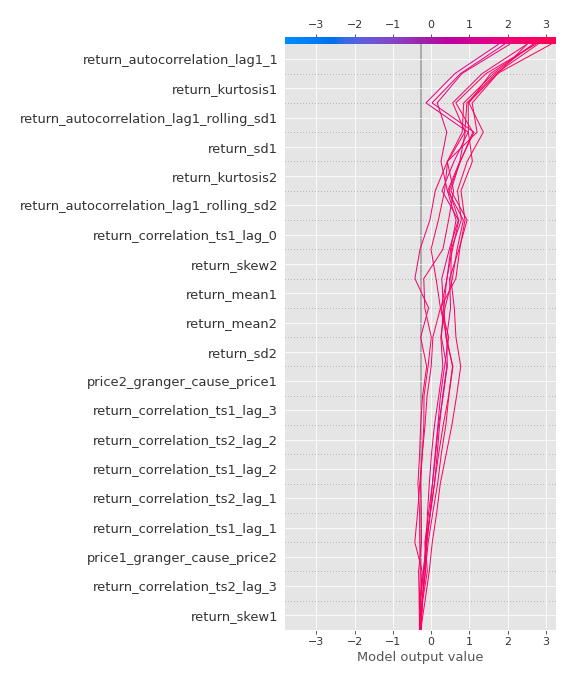 −3 −2 −1 0 1 2 3
return_autocorrelation_lag1_1
return_kurtosis1
return_autocorrelation_lag1_rolling_sd1
return_sd1
return_kurtosis2
return_autocorrelation_lag1_rolling_sd2
return_correlation_ts1_lag_0
return_skew2
return_mean1
return_mean2
return_sd2
price2_granger_cause_price1
return_correlation_ts1_lag_3
return_correlation_ts2_lag_2
return_correlation_ts1_lag_2
return_correlation_ts2_lag_1
return_correlation_ts1_lag_1
price1_granger_cause_price2
return_correlation_ts2_lag_3
return_skew1
−3 −2 −1 0 1 2 3
Model output value